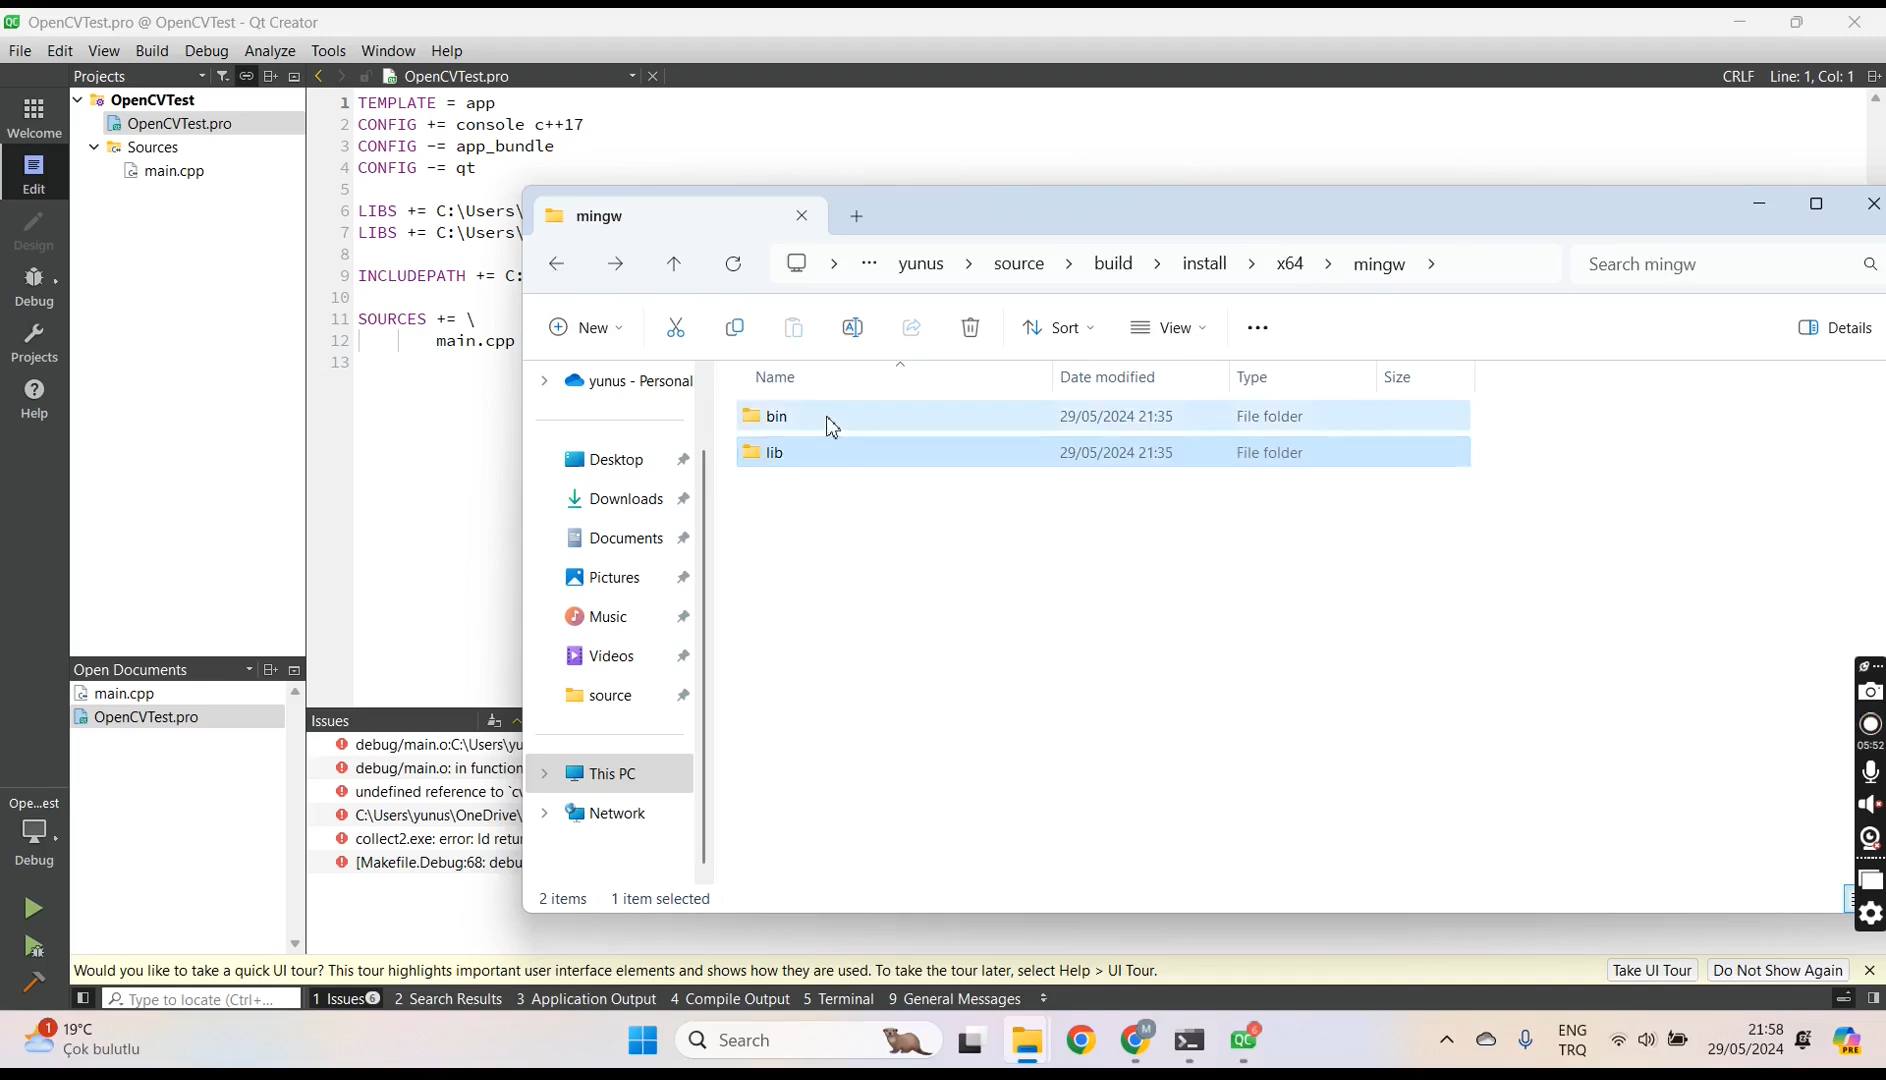 OpenCVTest.pro @ OpenCVTest - Qt Creator
File Edit View Build Debug Analyze Tools Window Help
Projects
OpenCVTest.pro
CRLF Line: 1, Col: 1
Welcome
Edit
Design
Debug
Projects
Help
OpenCVTest
OpenCVTest.pro
Sources
main.cpp
1 TEMPLATE = app
2 CONFIG += console c++17
3 CONFIG -= app_bundle
4 CONFIG -= qt
5
6 LIBS += C:\Users\
7 LIBS += C:\Users\
8
9 INCLUDEPATH += C:
10
11 SOURCES += \
12 main.cpp
13
mingw
yunus > source > build > install > x64 > mingw >
Search mingw
New
Sort
View
Details
yunus - Personal
Desktop
Downloads
Documents
Pictures
Music
Videos
source
This PC
Network
Name Date modified Type Size
bin 29/05/2024 21:35 File folder
lib 29/05/2024 21:35 File folder
2 items 1 item selected
Open Documents
main.cpp
OpenCVTest.pro
Issues
debug/main.o:C:\Users\yu
debug/main.o: in function
undefined reference to `cv
C:\Users\yunus\OneDrive\
collect2.exe: error: ld retu
[Makefile.Debug:68: debu
Ope...est
Debug
05:52
Would you like to take a quick UI tour? This tour highlights important user interface elements and shows how they are used. To take the tour later, select Help > UI Tour.
Take UI Tour
Do Not Show Again
Type to locate (Ctrl+...
1 Issues 6 2 Search Results 3 Application Output 4 Compile Output 5 Terminal 9 General Messages
1
19°C
Çok bulutlu
Search
M
QC
6
ENG
TRQ
21:58
29/05/2024
PRE